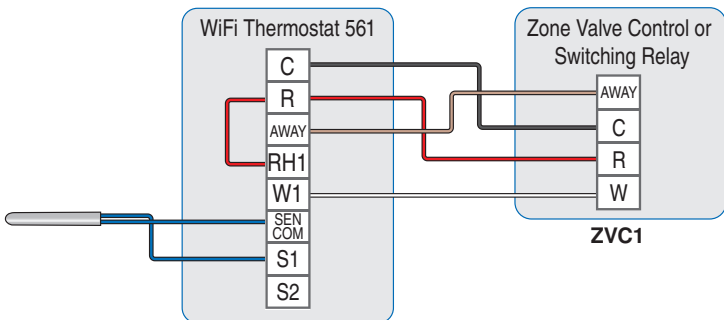 WiFi Thermostat 561
C
R
AWAY
RH1
W1
SEN
COM
S1
S2
Zone Valve Control or
Switching Relay
AWAY
C
R
W
ZVC1